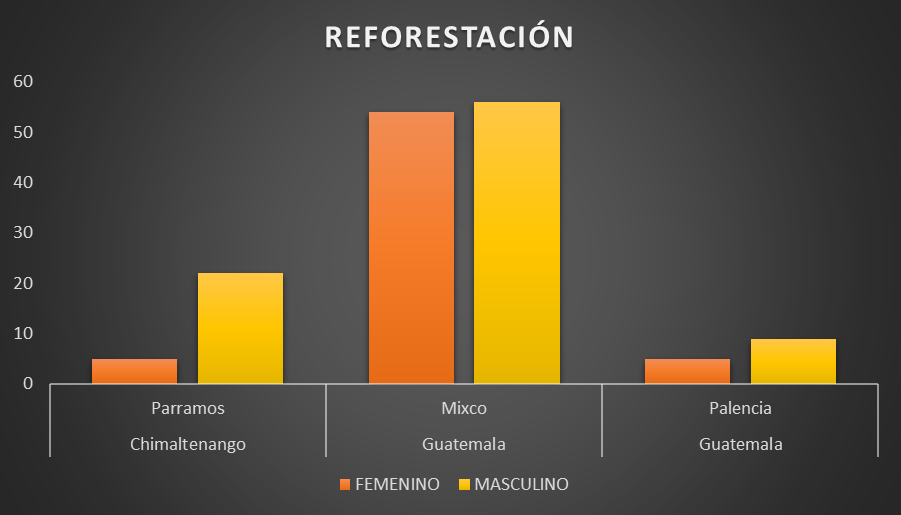 REFORESTACIÓN
60
50
40
30
20
10
0
Parramos Mixco Palencia
Chimaltenango Guatemala Guatemala
FEMENINO MASCULINO